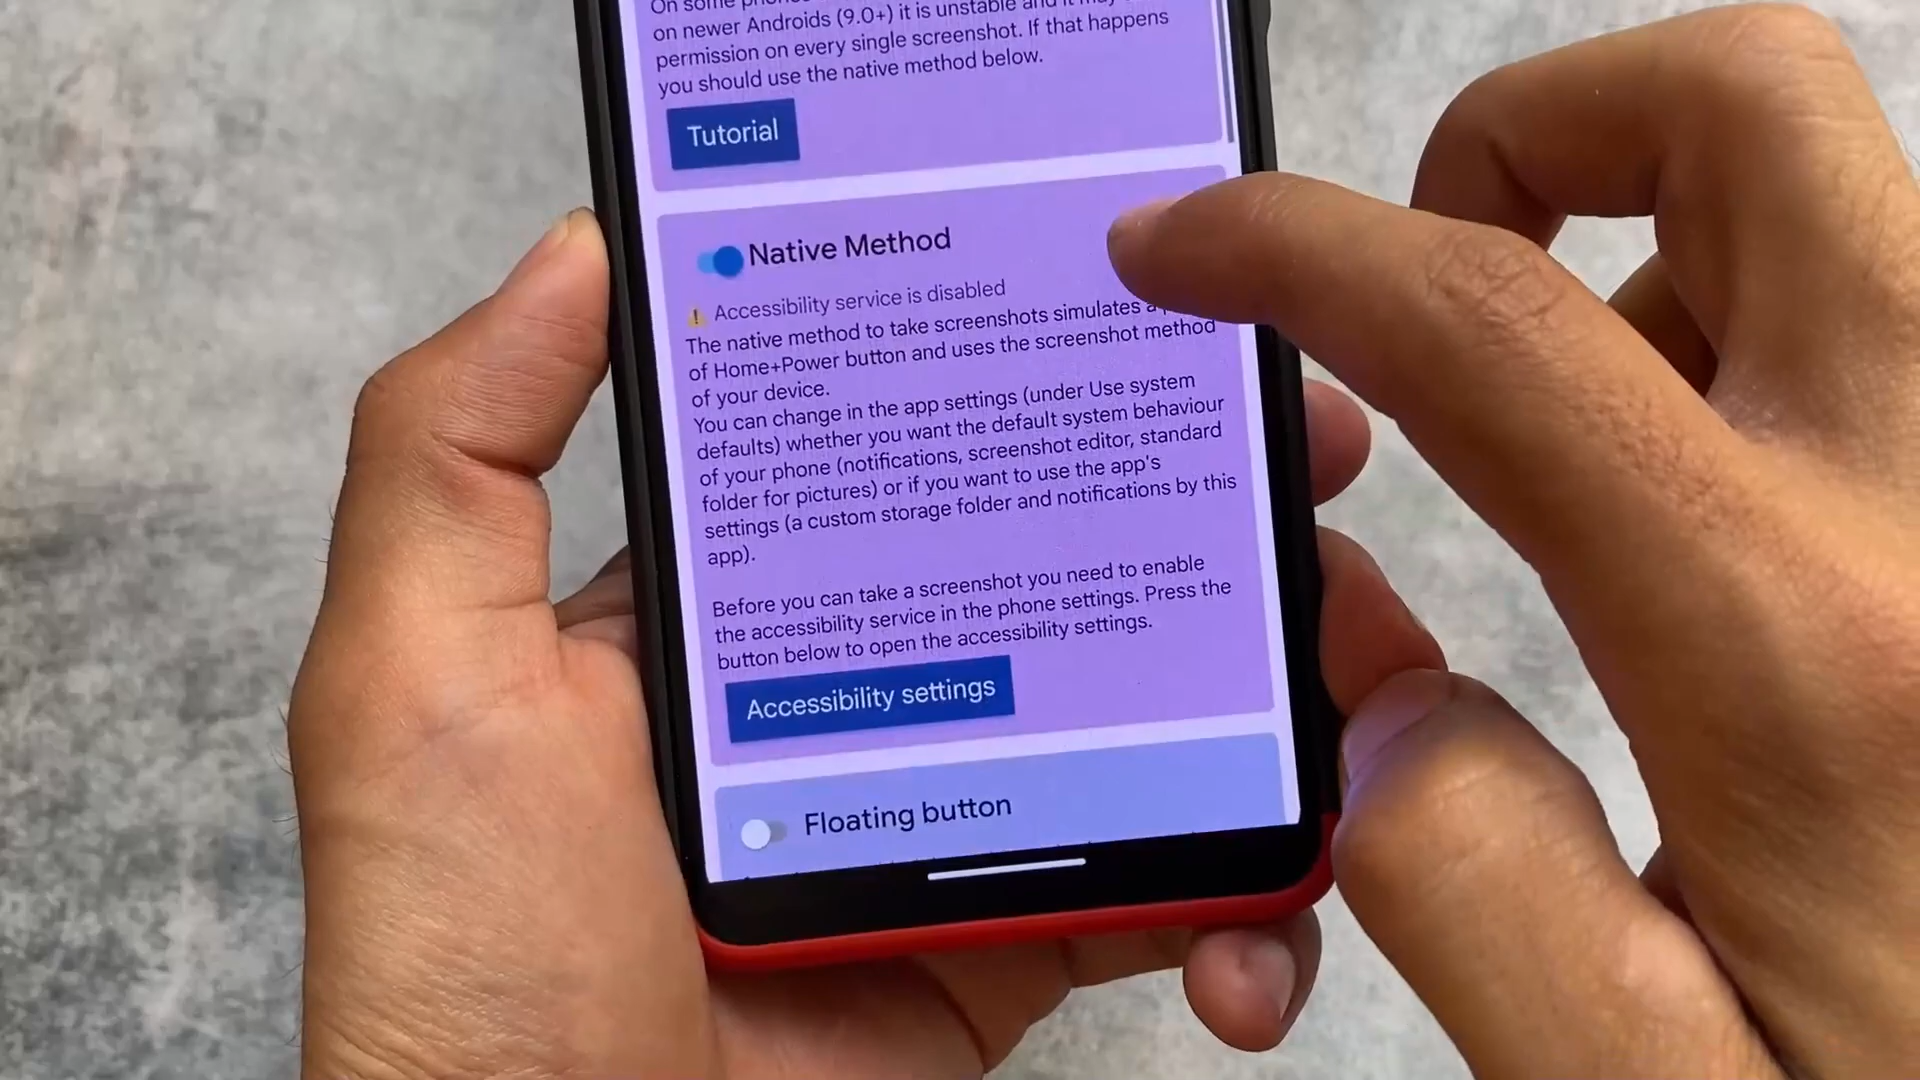 On some
on newer Androids (9.0+) it is unstable and it
permission on every single screenshot. If that happens
you should use the native method below.
Tutorial
Native Method
⚠ Accessibility service is disabled
The native method to take screenshots simulates a
of Home+Power button and uses the screenshot method
of your device.
You can change in the app settings (under Use system
defaults) whether you want the default system behaviour
of your phone (notifications, screenshot editor, standard
folder for pictures) or if you want to use the app's
settings (a custom storage folder and notifications by this
app).
Before you can take a screenshot you need to enable
the accessibility service in the phone settings. Press the
button below to open the accessibility settings.
Accessibility settings
Floating button